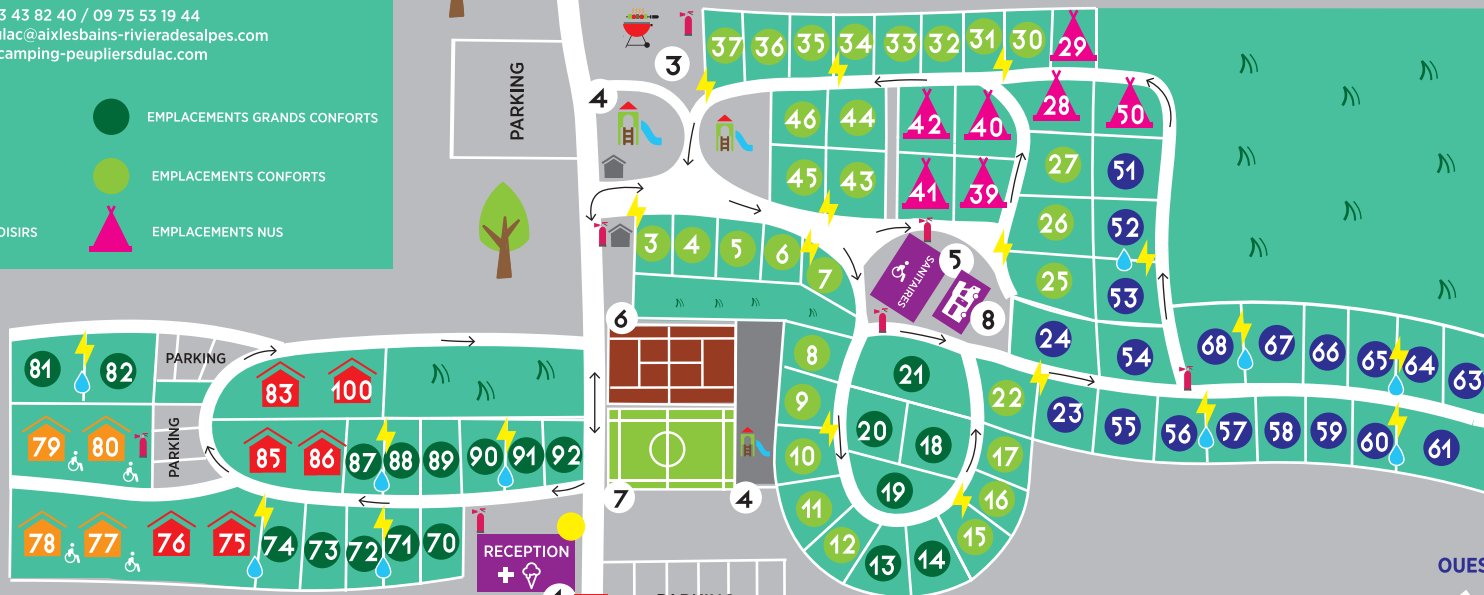 3 43 82 40 / 09 75 53 19 44
lac@aixlesbains-rivieradesalpes.com
camping-peupliersdulac.com
EMPLACEMENTS GRANDS CONFORTS
EMPLACEMENTS CONFORTS
OISIRS
EMPLACEMENTS NUS
PARKING
3
4
37 36 35 34 33 32 31 30 29
46 44 42 40 28 50
45 43 41 39 27 51
26 52
25 53
3 4 5 6 7
SANITAIRES
5
8
24 54
68 67 66 65 64 63
6
81 82
PARKING
83 100
79 80
PARKING
85 86 87 88 89 90 91 92
8 21 22
9 20 18
23 55 56 57 58 59 60 61
10 19 17
7
4
11 16
12 13 14 15
78 77 76 75 74 73 72 71 70
RECEPTION
PARKING
OUES